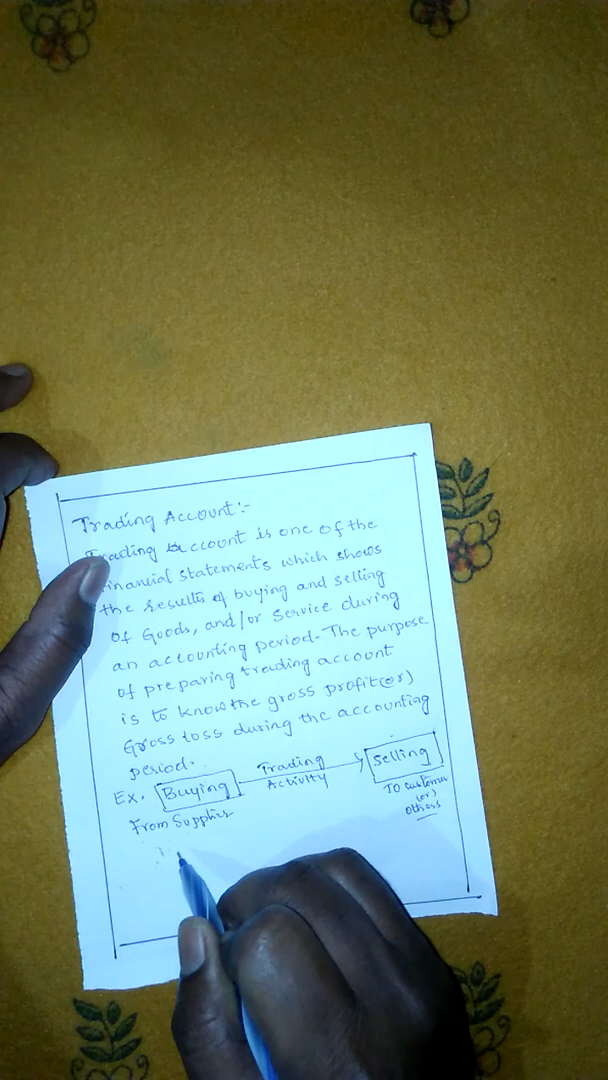 Trading Account:-
Trading account is one of the
Financial statements which shows
the results of buying and selling
of Goods, and/or Service during
an accounting period. The purpose
of preparing trading account
is to know the gross profit(or)
Gross loss during the accounting
period.
Ex. Buying Trading Activity Selling
From Supplier
To customer
(or)
others